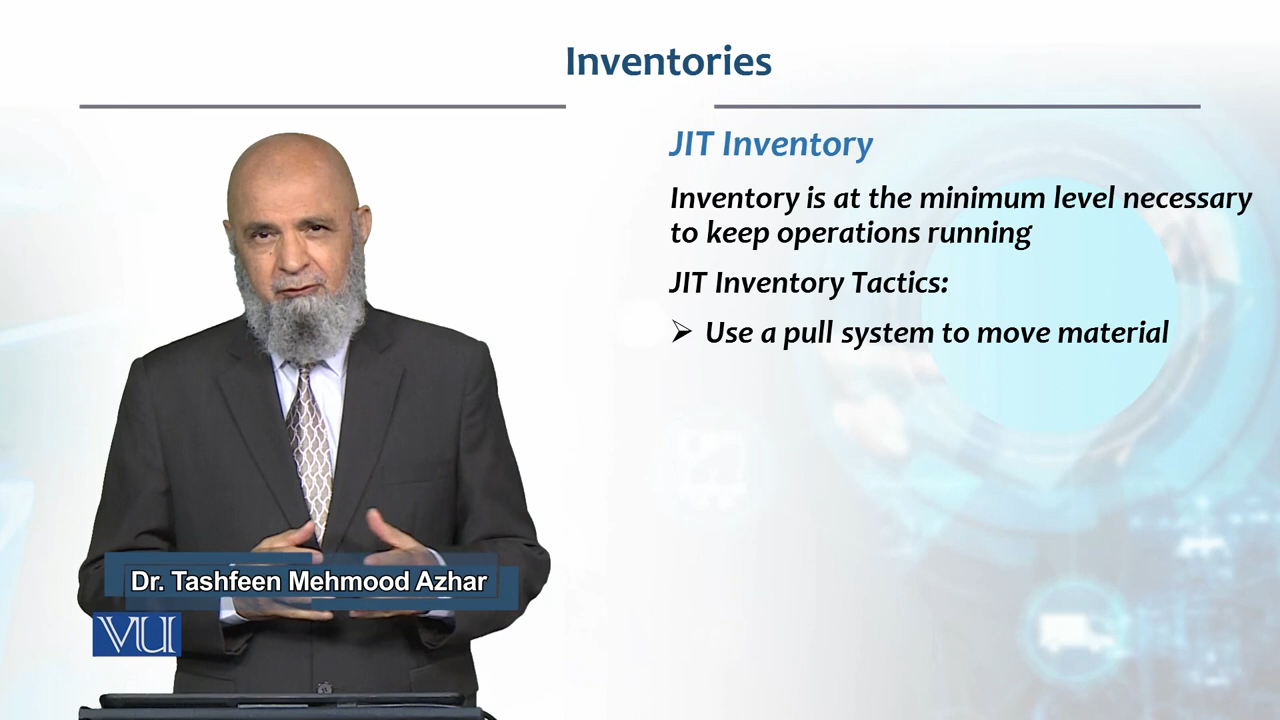 Inventories
JIT Inventory
Inventory is at the minimum level necessary
to keep operations running
JIT Inventory Tactics:
➢ Use a pull system to move material
Dr. Tashfeen Mehmood Azhar
VU